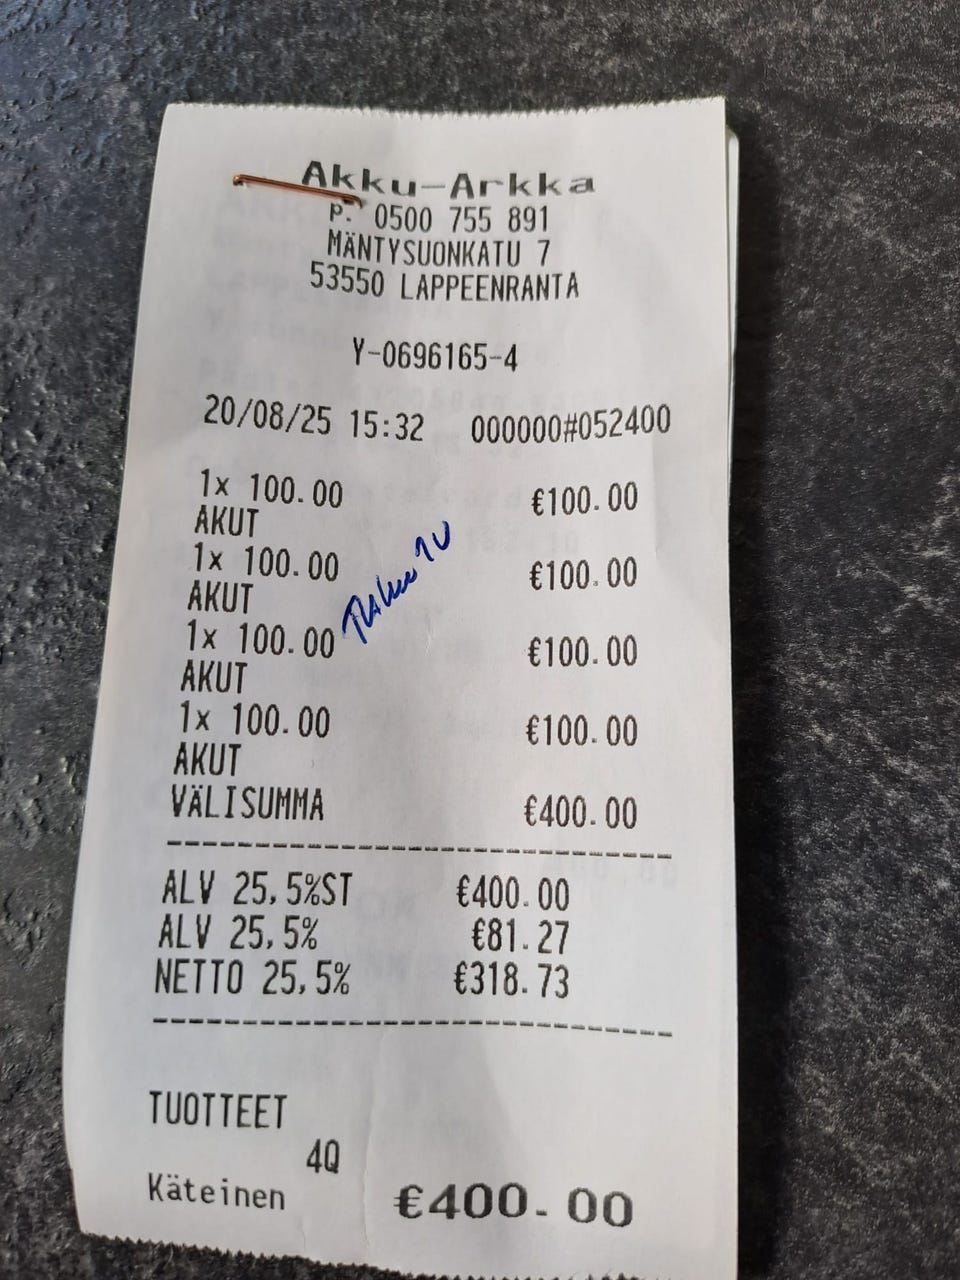 Akku-Arkka
P. 0500 755 891
MÄNTYSUONKATU 7
53550 LAPPEENRANTA
Y-0696165-4
20/08/25 15:32 000000#052400
1x 100.00 €100.00
AKUT
1x 100.00 €100.00
AKUT
1x 100.00 €100.00
AKUT
1x 100.00 €100.00
AKUT
VÄLISUMMA €400.00
ALV 25,5%ST €400.00
ALV 25,5% €81.27
NETTO 25,5% €318.73
TUOTTEET
4Q
Käteinen €400.00